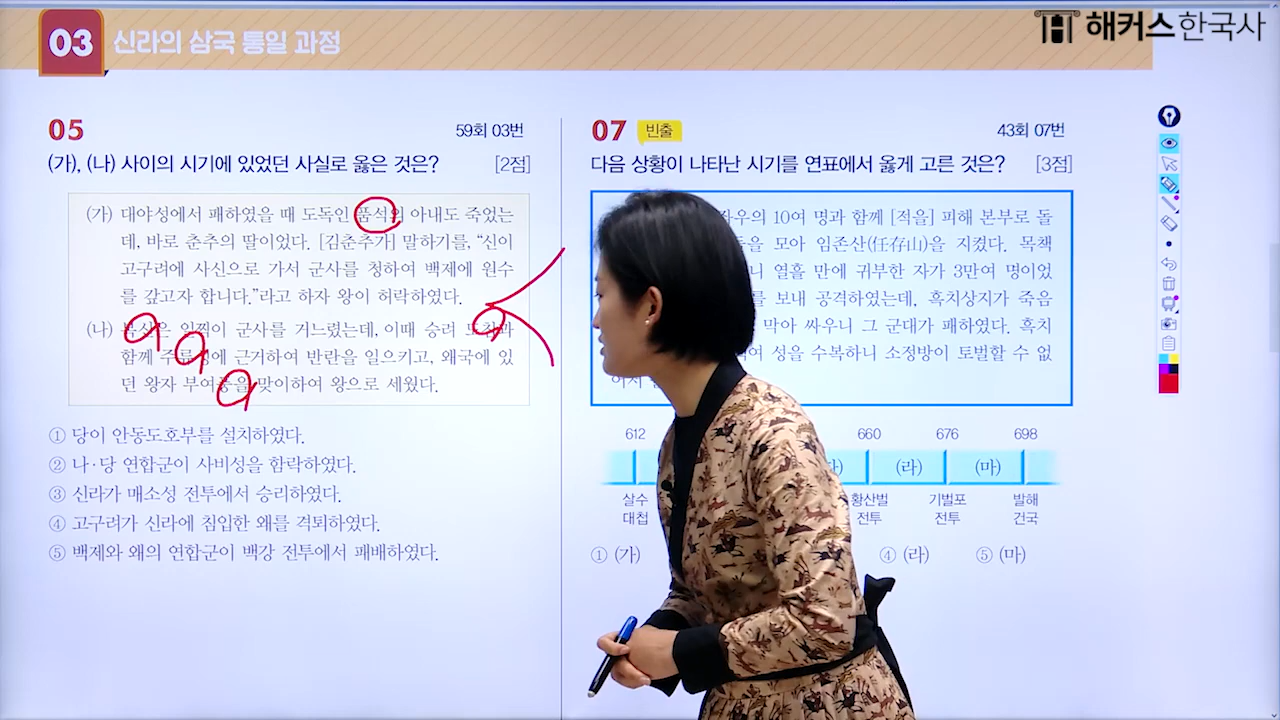 03 신라의 삼국 통일 과정
해커스한국사
05
59회 03번
(가), (나) 사이의 시기에 있었던 사실로 옳은 것은? [2점]
(가) 대야성에서 패하였을 때 도독인 품석의 아내도 죽었는
데, 바로 춘추의 딸이었다. [김춘추가] 말하기를, “신이
고구려에 사신으로 가서 군사를 청하여 백제에 원수
를 갚고자 합니다.”라고 하자 왕이 허락하였다.
(나) 복신은 일찍이 군사를 거느렸는데, 이때 승려 도침과
함께 주류성에 근거하여 반란을 일으키고, 왜국에 있
던 왕자 부여풍을 맞이하여 왕으로 세웠다.
① 당이 안동도호부를 설치하였다.
② 나·당 연합군이 사비성을 함락하였다.
③ 신라가 매소성 전투에서 승리하였다.
④ 고구려가 신라에 침입한 왜를 격퇴하였다.
⑤ 백제와 왜의 연합군이 백강 전투에서 패배하였다.
07 빈출
43회 07번
다음 상황이 나타난 시기를 연표에서 옳게 고른 것은? [3점]
좌우의 10여 명과 함께 [적을] 피해 본부로 돌
을 모아 임존산(任存山)을 지켰다. 목책
열흘 만에 귀부한 자가 3만여 명이었
를 보내 공격하였는데, 흑치상지가 죽음
막아 싸우니 그 군대가 패하였다. 흑치
성을 수복하니 소정방이 토벌할 수 없
612 660 676 698
(라) (마)
살수 황산벌 기벌포 발해
대첩 전투 전투 건국
① (가) ④ (라) ⑤ (마)